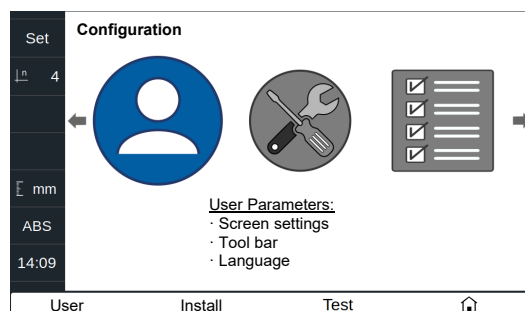 Set
Configuration
n 4
mm
User Parameters:
· Screen settings
ABS
· Tool bar
· Language
14:09
User Install Test